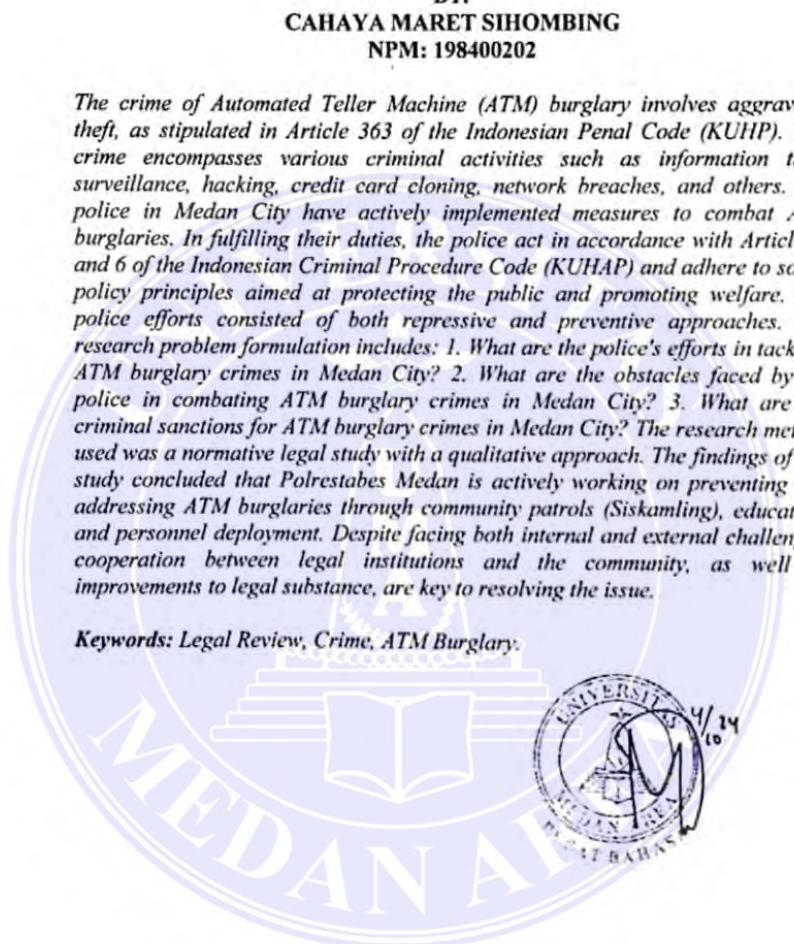 BY:
CAHAYA MARET SIHOMBING
NPM: 198400202
The crime of Automated Teller Machine (ATM) burglary involves aggrav
theft, as stipulated in Article 363 of the Indonesian Penal Code (KUHP).
crime encompasses various criminal activities such as information t
surveillance, hacking, credit card cloning, network breaches, and others.
police in Medan City have actively implemented measures to combat A
burglaries. In fulfilling their duties, the police act in accordance with Articl
and 6 of the Indonesian Criminal Procedure Code (KUHAP) and adhere to so
policy principles aimed at protecting the public and promoting welfare.
police efforts consisted of both repressive and preventive approaches.
research problem formulation includes: 1. What are the police's efforts in tack
ATM burglary crimes in Medan City? 2. What are the obstacles faced by
police in combating ATM burglary crimes in Medan City? 3. What are
criminal sanctions for ATM burglary crimes in Medan City? The research met
used was a normative legal study with a qualitative approach. The findings of
study concluded that Polrestabes Medan is actively working on preventing
addressing ATM burglaries through community patrols (Siskamling), educat
and personnel deployment. Despite facing both internal and external challen
cooperation between legal institutions and the community, as well
improvements to legal substance, are key to resolving the issue.
Keywords: Legal Review, Crime, ATM Burglary.
UNIVERSITAS
MEDAN AREA
PUSAT BAHASA
4/10 24
MEDAN AREA